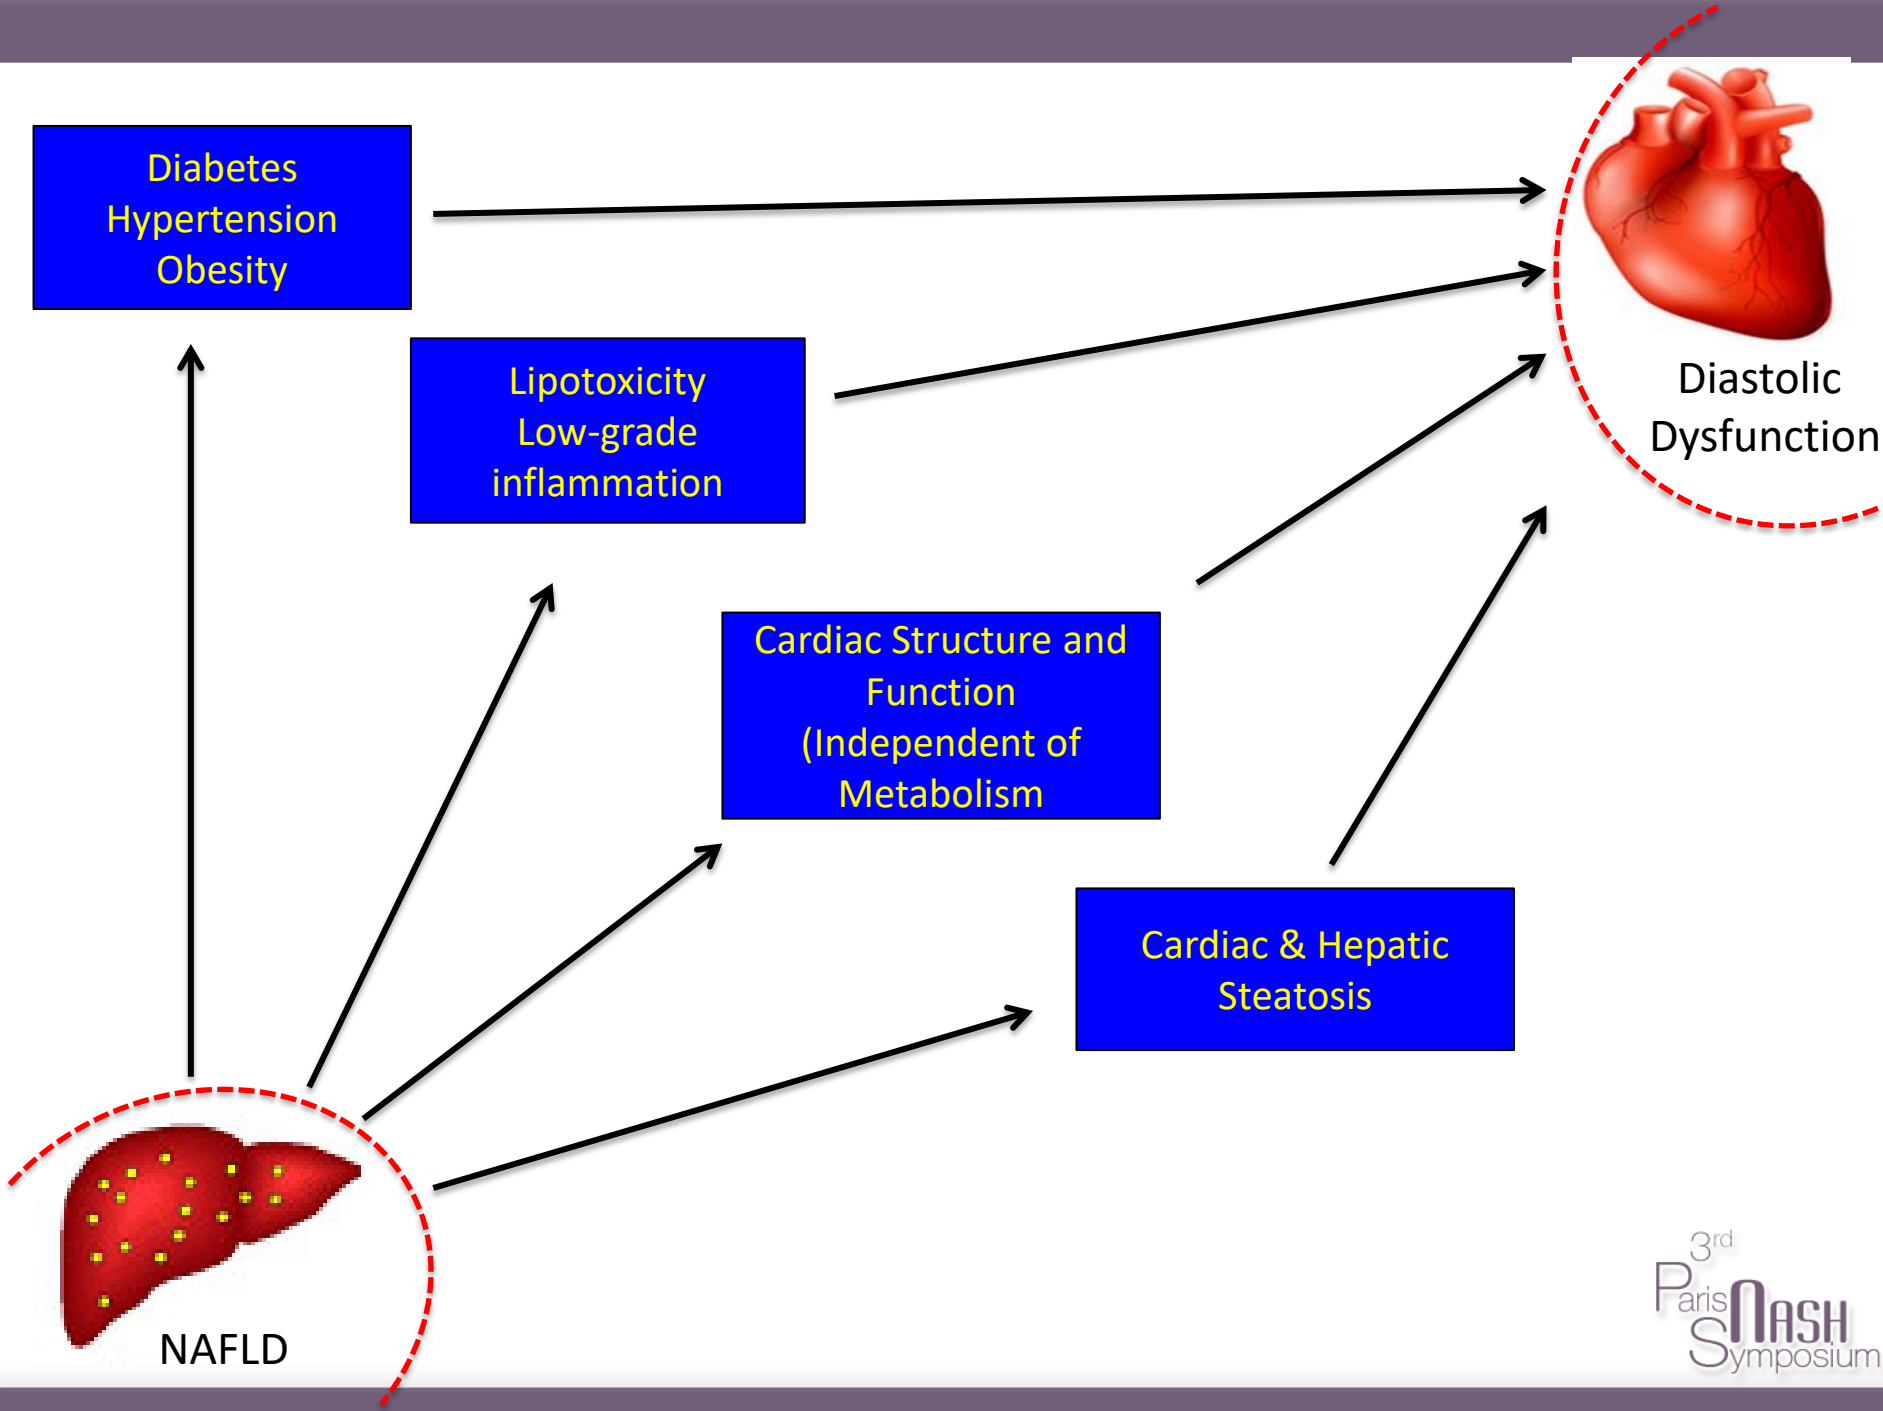 Diabetes
Hypertension
Obesity
Lipotoxicity
Low-grade
inflammation
Diastolic
Dysfunction
Cardiac Structure and
Function
(Independent of
Metabolism
Cardiac & Hepatic
Steatosis
NAFLD
3rd
Paris NASH
Symposium